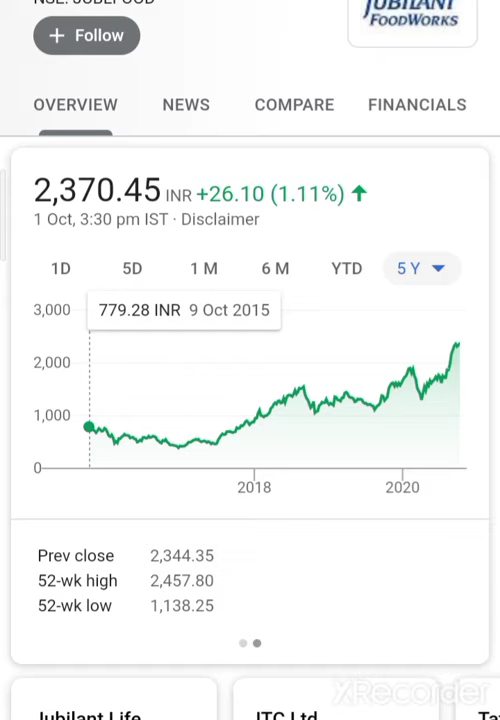 NSE: JUBLFOOD
JUBILANT
FOODWORKS
+ Follow
OVERVIEW NEWS COMPARE FINANCIALS
2,370.45 INR +26.10 (1.11%) ↑
1 Oct, 3:30 pm IST · Disclaimer
1D 5D 1 M 6 M YTD 5 Y
3,000
779.28 INR 9 Oct 2015
2,000
1,000
0
2018 2020
Prev close 2,344.35
52-wk high 2,457.80
52-wk low 1,138.25
XRecorder
Jubilant Life ITC Ltd